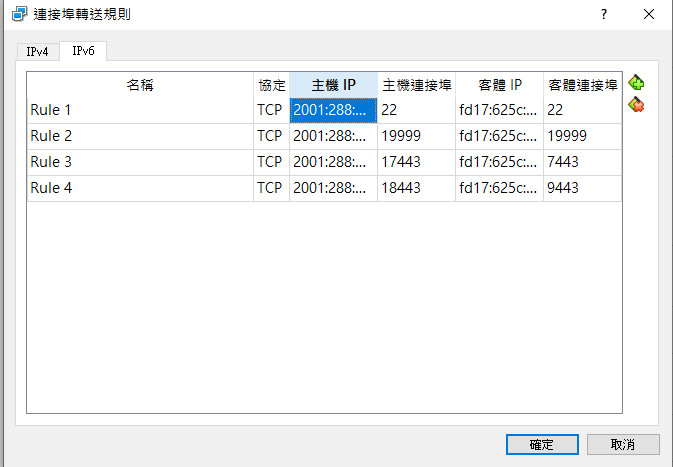 連接埠轉送規則
?
IPv4 IPv6
名稱 協定 主機 IP 主機連接埠 客體 IP 客體連接埠
Rule 1 TCP 2001:288:... 22 fd17:625c:... 22
Rule 2 TCP 2001:288:... 19999 fd17:625c:... 19999
Rule 3 TCP 2001:288:... 17443 fd17:625c:... 7443
Rule 4 TCP 2001:288:... 18443 fd17:625c:... 9443
確定 取消